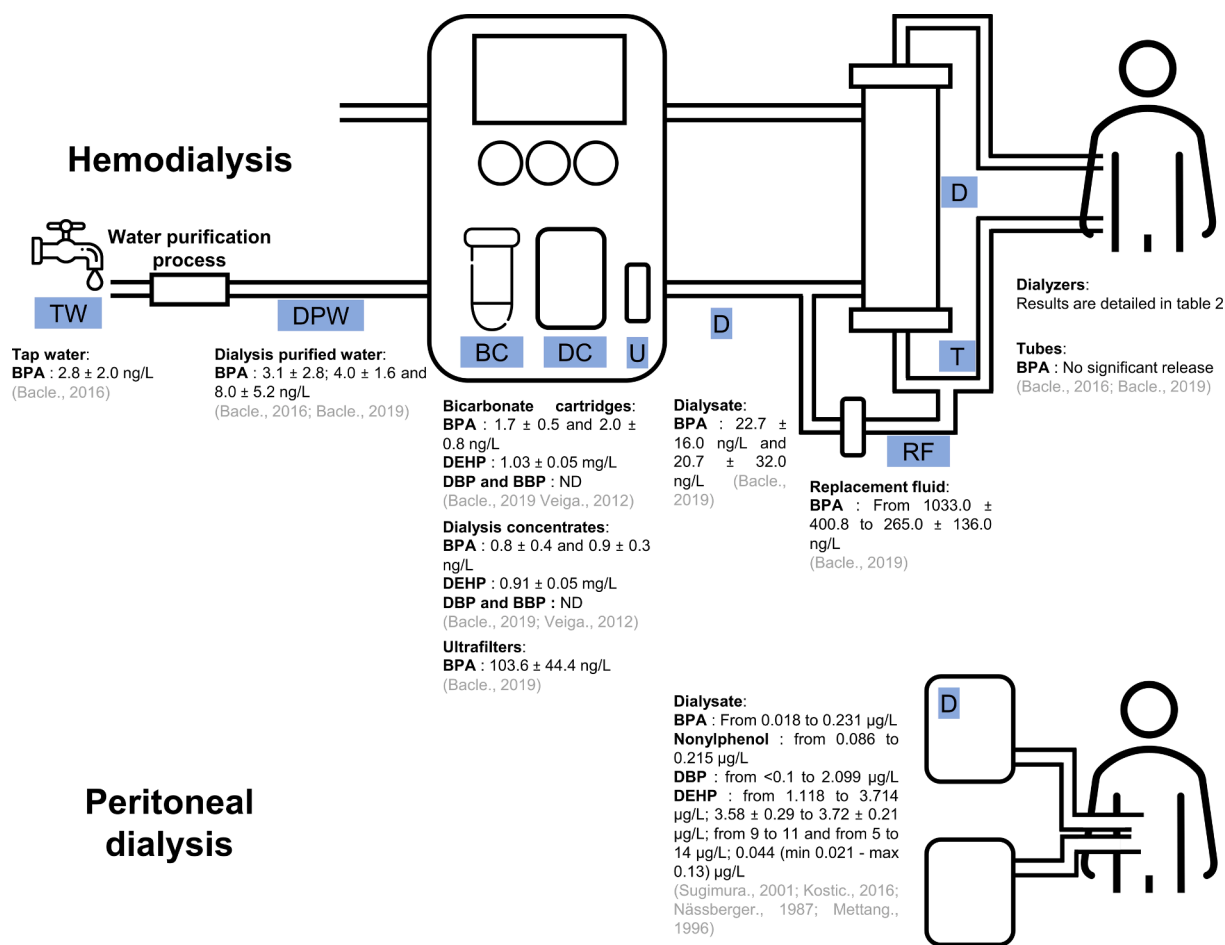 Hemodialysis
Water purification
process
TW
DPW
BC
DC
U
D
D
T
RF
Tap water:
BPA : 2.8 ± 2.0 ng/L
(Bacle., 2016)
Dialysis purified water:
BPA : 3.1 ± 2.8; 4.0 ± 1.6 and
8.0 ± 5.2 ng/L
(Bacle., 2016; Bacle., 2019)
Bicarbonate cartridges:
BPA : 1.7 ± 0.5 and 2.0 ±
0.8 ng/L
DEHP : 1.03 ± 0.05 mg/L
DBP and BBP : ND
(Bacle., 2019 Veiga., 2012)
Dialysis concentrates:
BPA : 0.8 ± 0.4 and 0.9 ± 0.3
ng/L
DEHP : 0.91 ± 0.05 mg/L
DBP and BBP : ND
(Bacle., 2019; Veiga., 2012)
Ultrafilters:
BPA : 103.6 ± 44.4 ng/L
(Bacle., 2019)
Dialysate:
BPA : 22.7 ±
16.0 ng/L and
20.7 ± 32.0
ng/L (Bacle.,
2019)
Replacement fluid:
BPA : From 1033.0 ±
400.8 to 265.0 ± 136.0
ng/L
(Bacle., 2019)
Dialyzers:
Results are detailed in table 2
Tubes:
BPA : No significant release
(Bacle., 2016; Bacle., 2019)
Peritoneal
dialysis
Dialysate:
BPA : From 0.018 to 0.231 µg/L
Nonylphenol : from 0.086 to
0.215 µg/L
DBP : from <0.1 to 2.099 µg/L
DEHP : from 1.118 to 3.714
µg/L; 3.58 ± 0.29 to 3.72 ± 0.21
µg/L; from 9 to 11 and from 5 to
14 µg/L; 0.044 (min 0.021 - max
0.13) µg/L
(Sugimura., 2001; Kostic., 2016;
Nässberger., 1987; Mettang.,
1996)
D